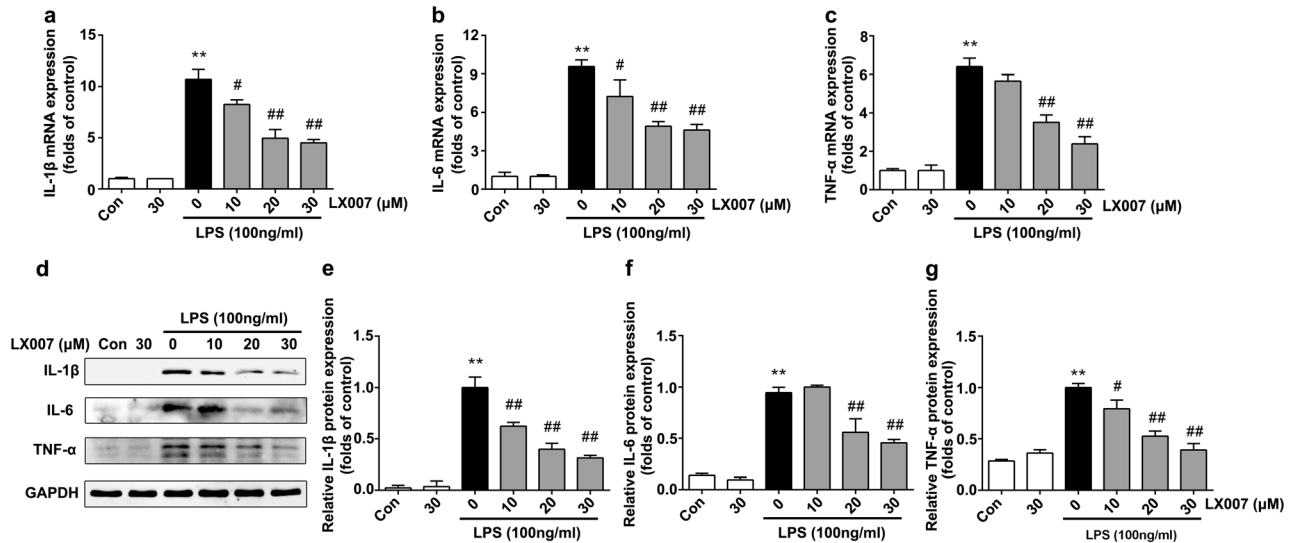 a
IL-1β mRNA expression
(folds of control)
15
10
5
0
**
#
##
##
Con
30
0
10
20
30
LX007 (μM)
LPS (100ng/ml)
b
IL-6 mRNA expression
(folds of control)
12
9
6
3
0
**
#
##
##
Con
30
0
10
20
30
LX007 (μM)
LPS (100ng/ml)
c
TNF-α mRNA expression
(folds of control)
8
6
4
2
0
**
##
##
Con
30
0
10
20
30
LX007 (μM)
LPS (100ng/ml)
d
LPS (100ng/ml)
LX007 (μM) Con 30 0 10 20 30
IL-1β
IL-6
TNF-α
GAPDH
e
Relative IL-1β protein expression
(folds of control)
1.5
1.0
0.5
0.0
**
##
##
##
Con
30
0
10
20
30
LPS (100ng/ml)
f
Relative IL-6 protein expression
(folds of control)
1.5
1.0
0.5
0.0
**
##
##
Con
30
0
10
20
30
LPS (100ng/ml)
g
Relative TNF-α protein expression
(folds of control)
1.5
1.0
0.5
0.0
**
#
##
##
Con
30
0
10
20
30
LX007 (μM)
LPS (100ng/ml)